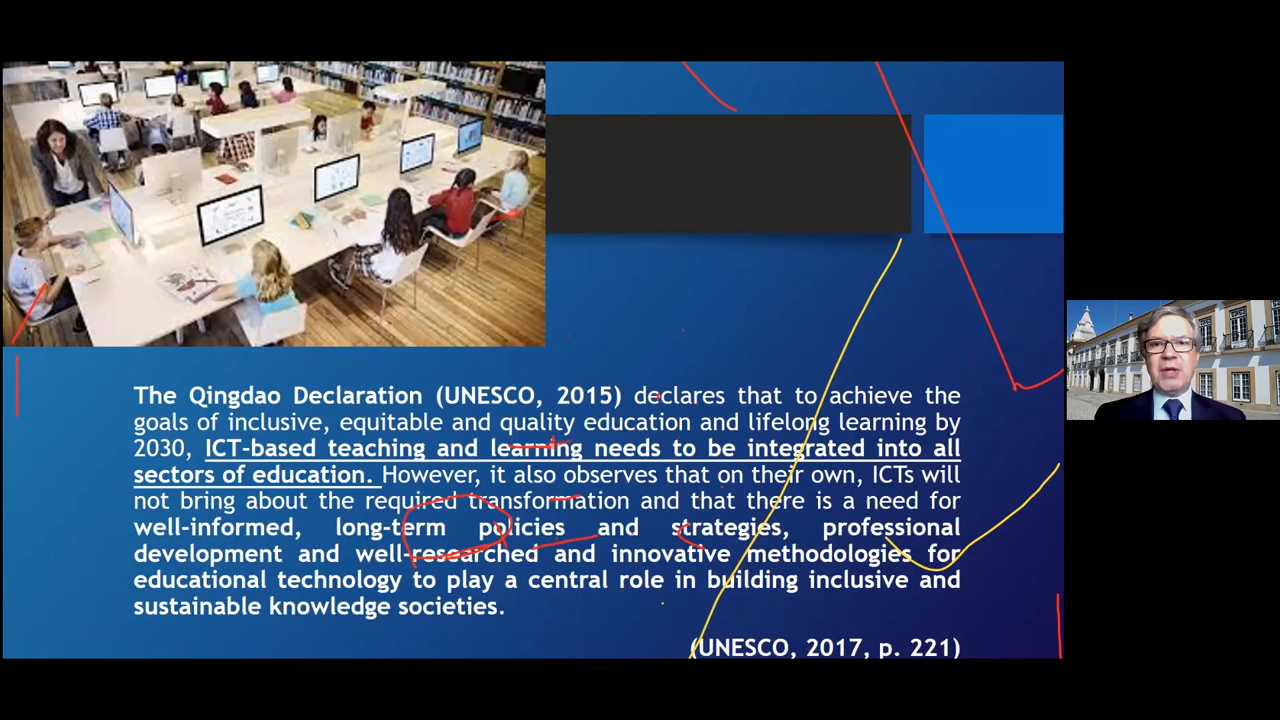 The Qingdao Declaration (UNESCO, 2015) declares that to achieve the
goals of inclusive, equitable and quality education and lifelong learning by
2030, ICT-based teaching and learning needs to be integrated into all
sectors of education. However, it also observes that on their own, ICTs will
not bring about the required transformation and that there is a need for
well-informed, long-term policies and strategies, professional
development and well-researched and innovative methodologies for
educational technology to play a central role in building inclusive and
sustainable knowledge societies.
(UNESCO, 2017, p. 221)